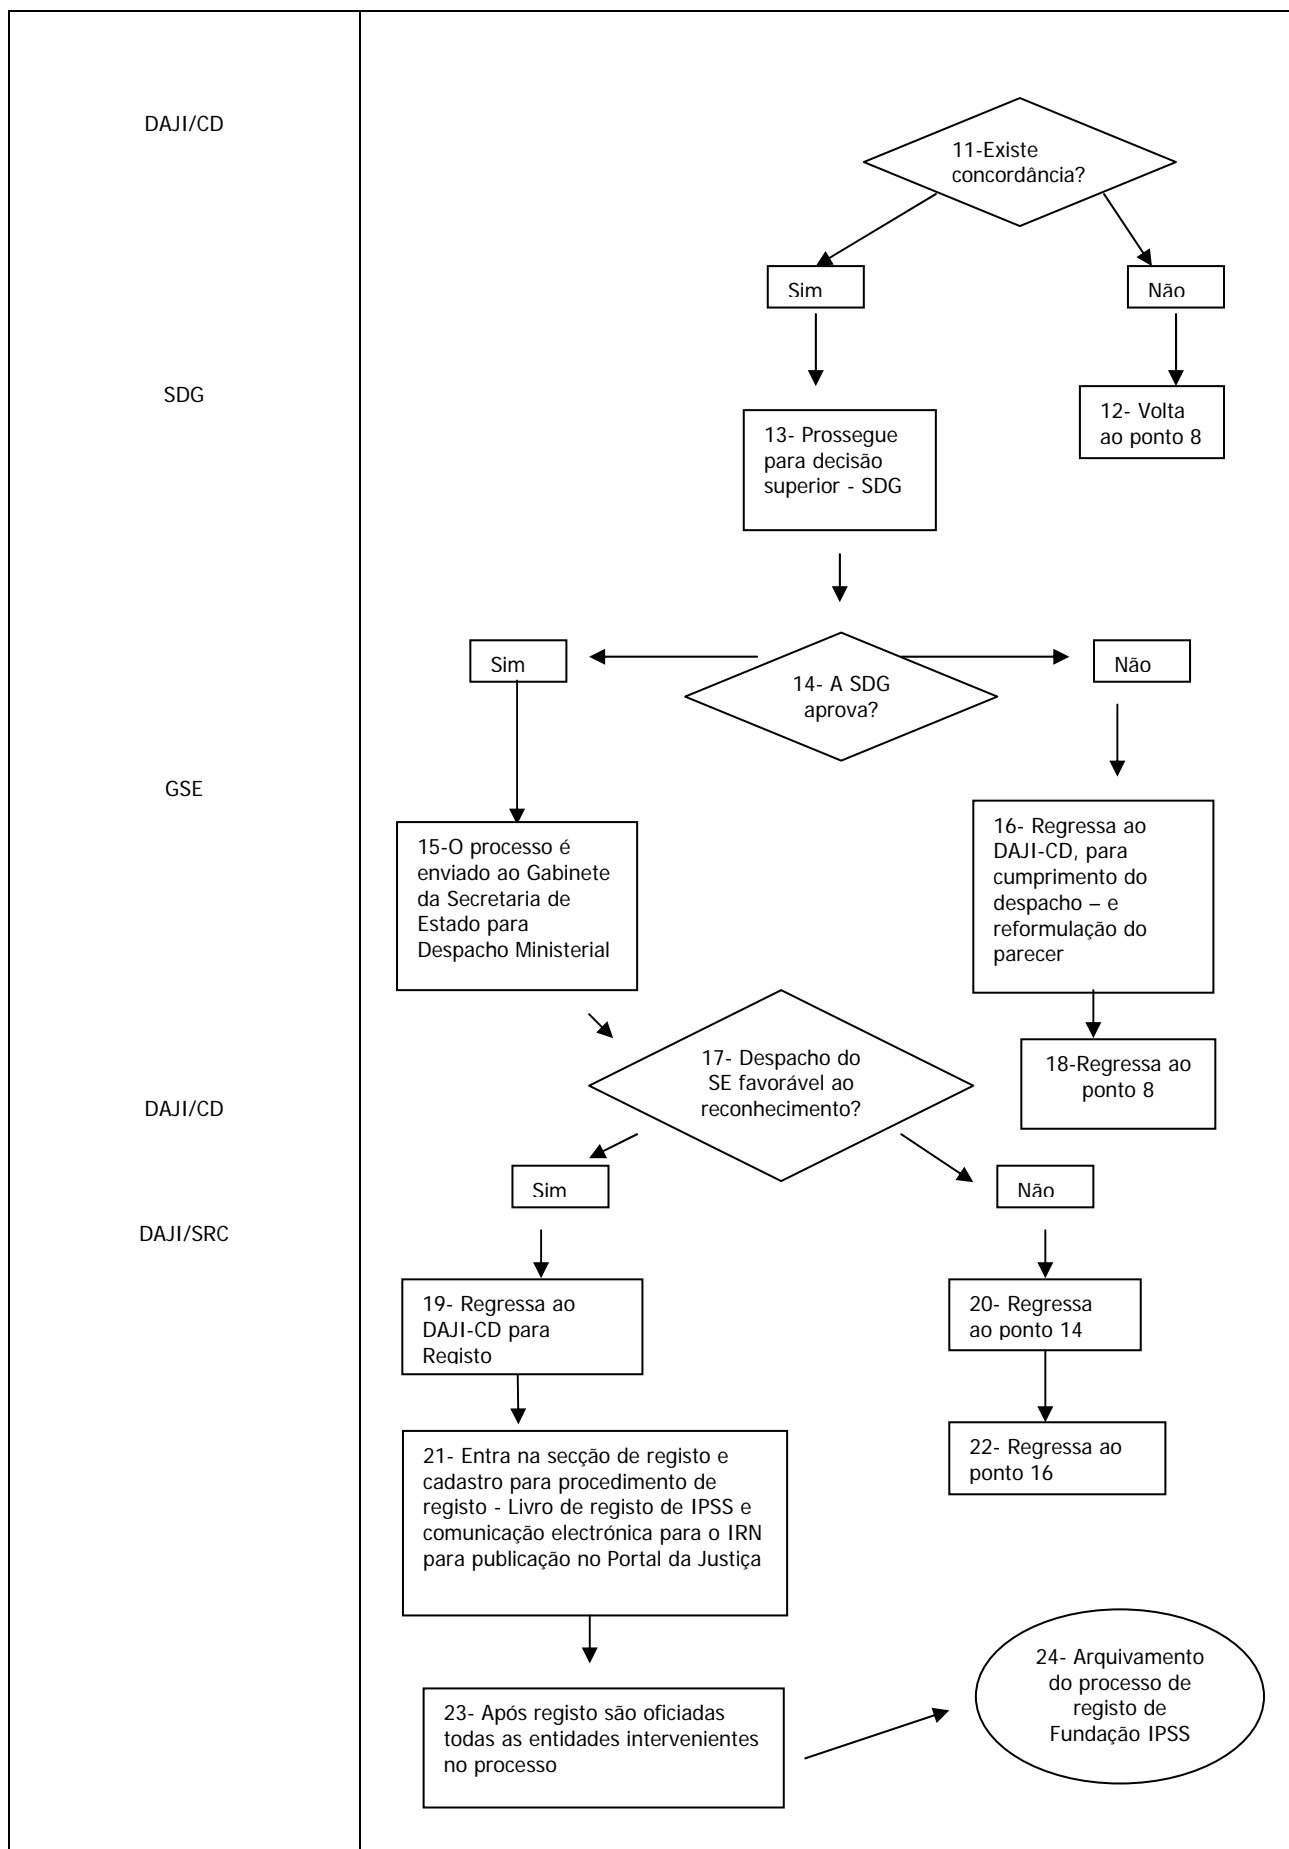 DAJI/CD
11-Existe
concordância?
Sim
Não
SDG
12- Volta
ao ponto 8
13- Prossegue
para decisão
superior - SDG
Sim
14- A SDG
aprova?
Não
GSE
15-O processo é
enviado ao Gabinete
da Secretaria de
Estado para
Despacho Ministerial
16- Regressa ao
DAJI-CD, para
cumprimento do
despacho – e
reformulação do
parecer
17- Despacho do
SE favorável ao
reconhecimento?
18-Regressa ao
ponto 8
DAJI/CD
Sim
Não
DAJI/SRC
19- Regressa ao
DAJI-CD para
Registo
20- Regressa
ao ponto 14
21- Entra na secção de registo e
cadastro para procedimento de
registo - Livro de registo de IPSS e
comunicação electrónica para o IRN
para publicação no Portal da Justiça
22- Regressa ao
ponto 16
23- Após registo são oficiadas
todas as entidades intervenientes
no processo
24- Arquivamento
do processo de
registo de
Fundação IPSS